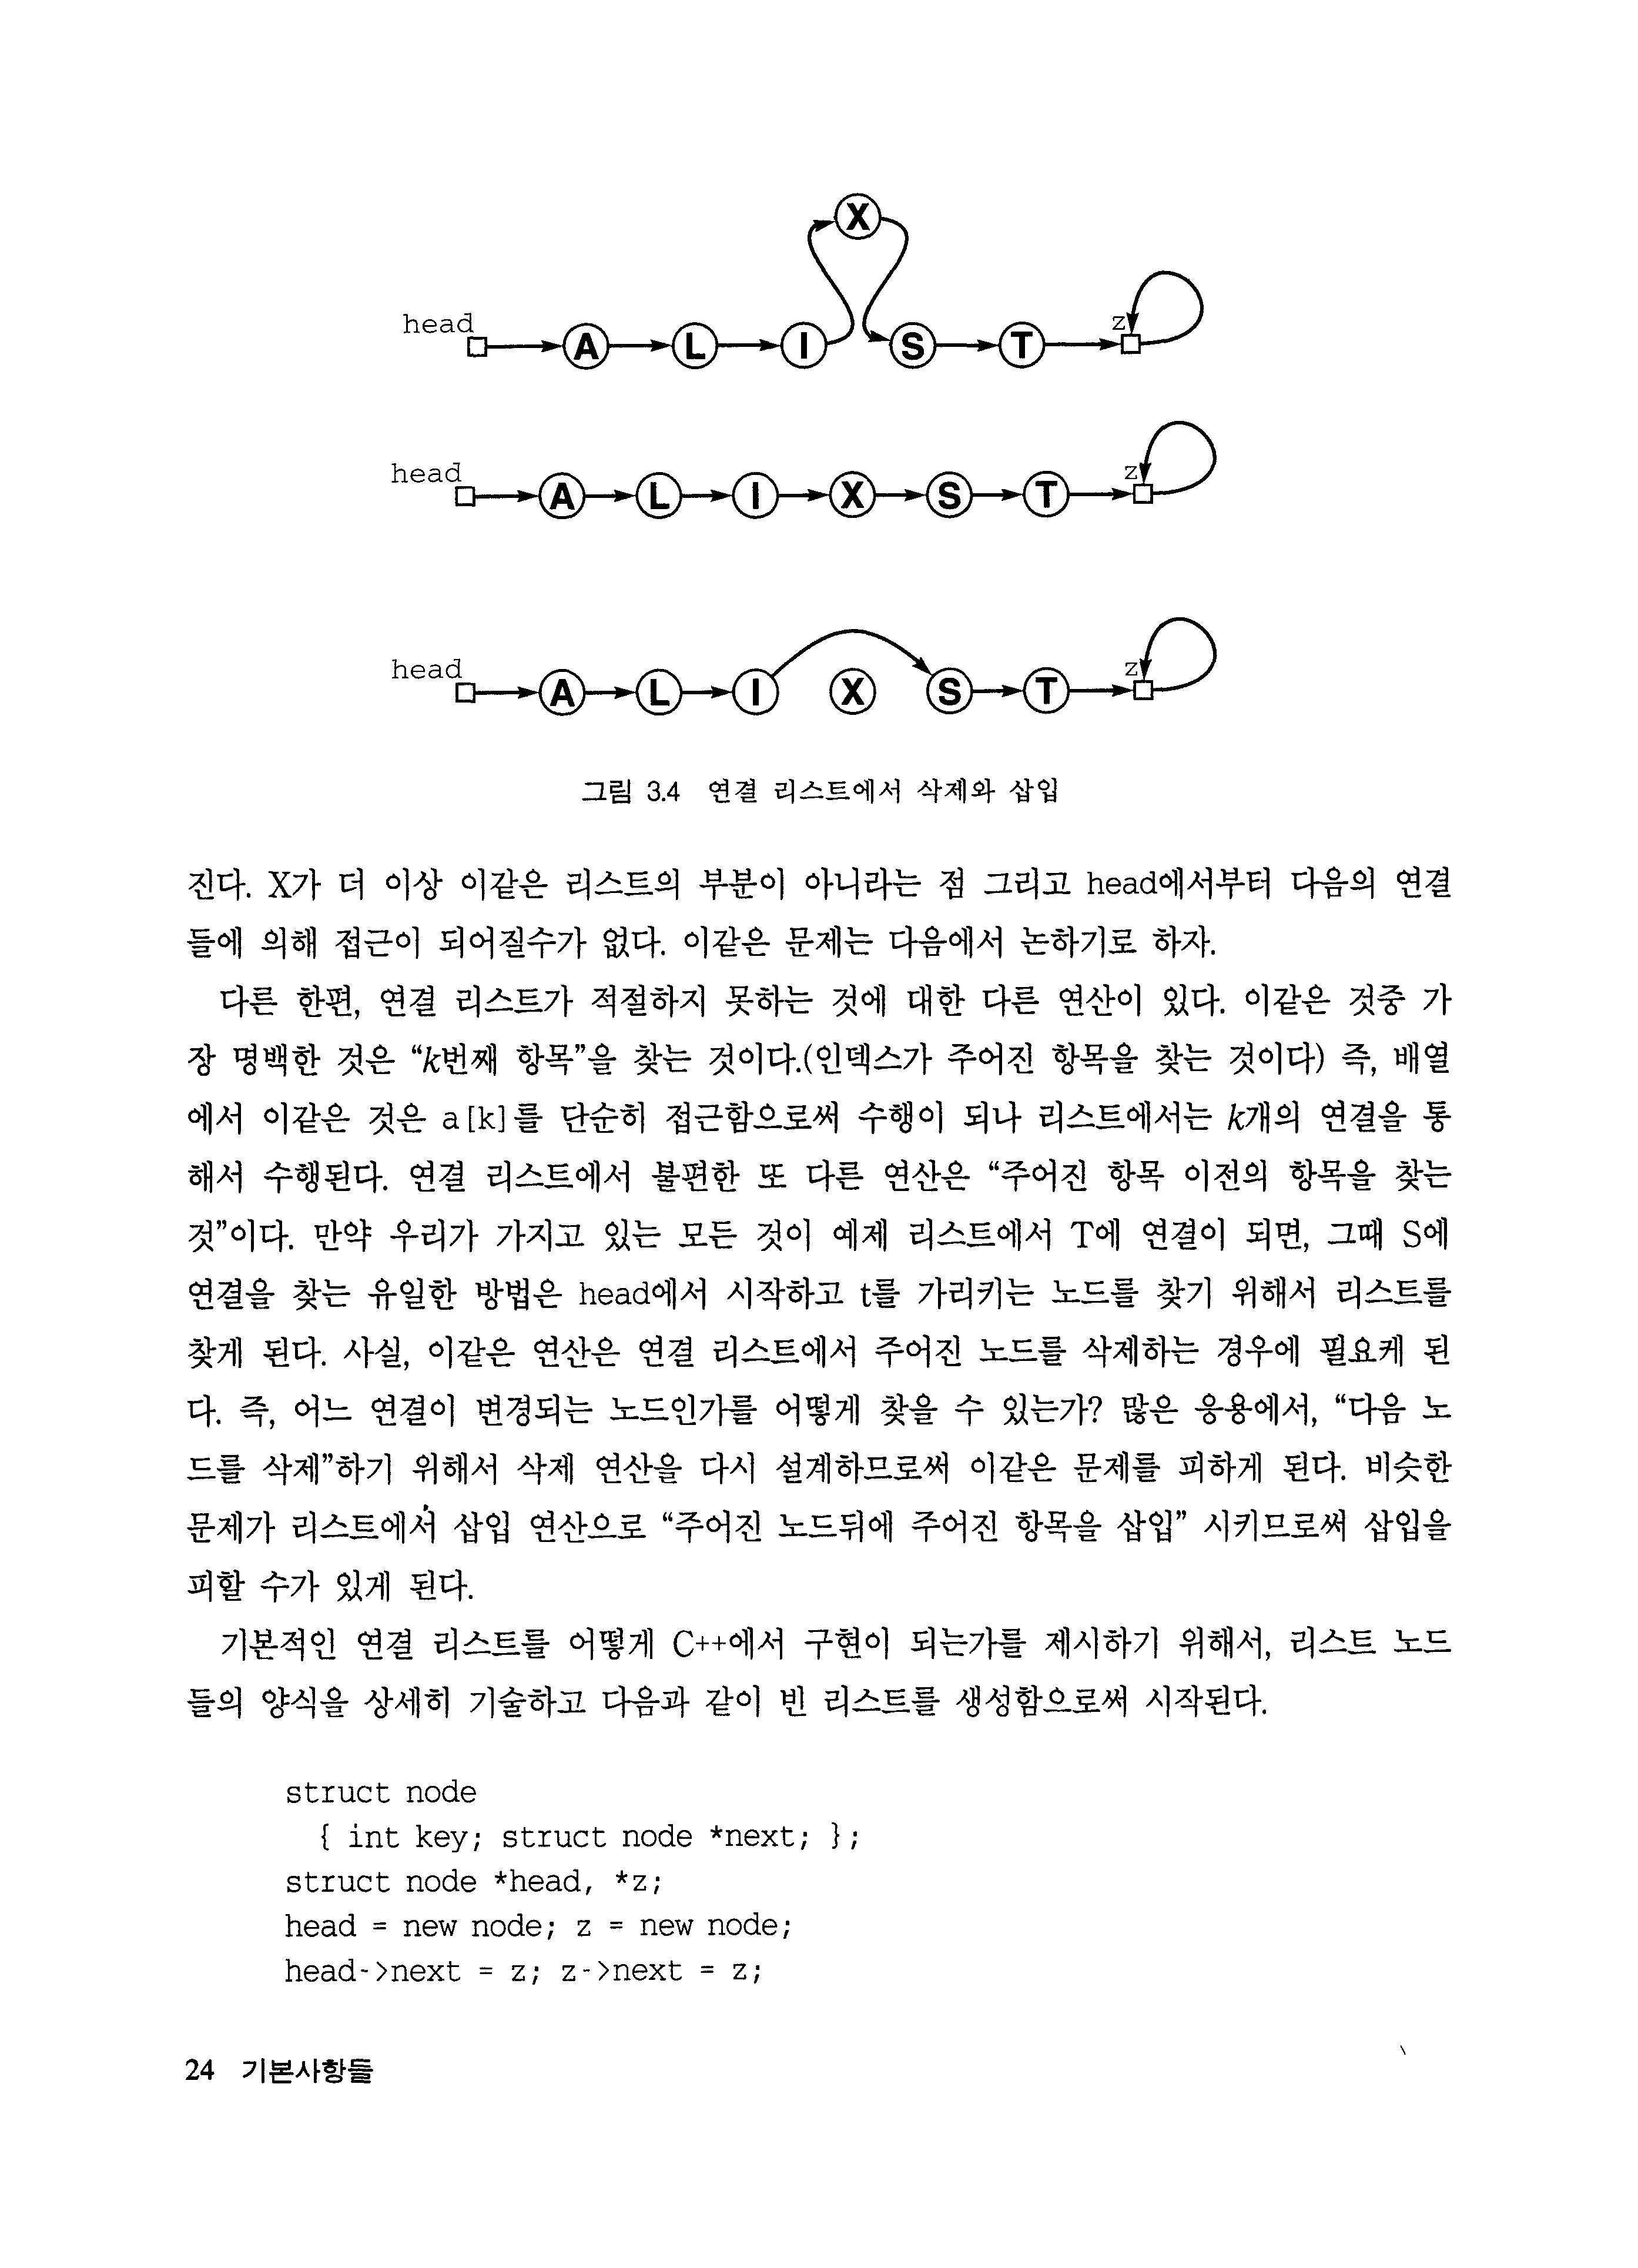 X
head A L I S T z
head A L I X S T z
head A L I X S T z
그림 3.4 연결 리스트에서 삭제와 삽입
진다. X가 더 이상 이같은 리스트의 부분이 아니라는 점 그리고 head에서부터 다음의 연결
들에 의해 접근이 되어질수가 없다. 이같은 문제는 다음에서 논하기로 하자.
다른 한편, 연결 리스트가 적절하지 못하는 것에 대한 다른 연산이 있다. 이같은 것중 가
장 명백한 것은 “k번째 항목”을 찾는 것이다.(인덱스가 주어진 항목을 찾는 것이다) 즉, 배열
에서 이같은 것은 a[k]를 단순히 접근함으로써 수행이 되나 리스트에서는 k개의 연결을 통
해서 수행된다. 연결 리스트에서 불편한 또 다른 연산은 “주어진 항목 이전의 항목을 찾는
것”이다. 만약 우리가 가지고 있는 모든 것이 예제 리스트에서 T에 연결이 되면, 그때 S에
연결을 찾는 유일한 방법은 head에서 시작하고 t를 가리키는 노드를 찾기 위해서 리스트를
찾게 된다. 사실, 이같은 연산은 연결 리스트에서 주어진 노드를 삭제하는 경우에 필요케 된
다. 즉, 어느 연결이 변경되는 노드인가를 어떻게 찾을 수 있는가? 많은 응용에서, “다음 노
드를 삭제”하기 위해서 삭제 연산을 다시 설계하므로써 이같은 문제를 피하게 된다. 비슷한
문제가 리스트에서 삽입 연산으로 “주어진 노드뒤에 주어진 항목을 삽입” 시키므로써 삽입을
피할 수가 있게 된다.
기본적인 연결 리스트를 어떻게 C++에서 구현이 되는가를 제시하기 위해서, 리스트 노드
들의 양식을 상세히 기술하고 다음과 같이 빈 리스트를 생성함으로써 시작된다.
struct node
{ int key; struct node *next; };
struct node *head, *z;
head = new node; z = new node;
head->next = z; z->next = z;
24 기본사항들